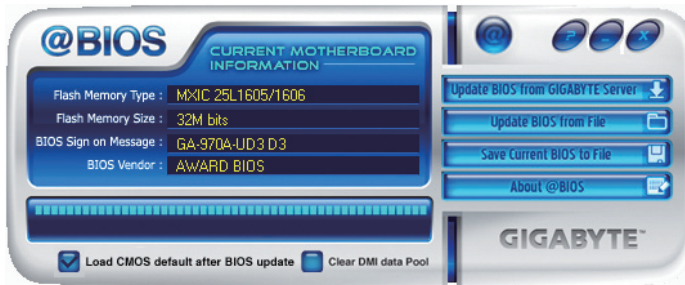 @BIOS
CURRENT MOTHERBOARD
INFORMATION
Flash Memory Type : MXIC 25L1605/1606
Flash Memory Size : 32M bits
BIOS Sign on Message : GA-970A-UD3 D3
BIOS Vendor : AWARD BIOS
Load CMOS default after BIOS update
Clear DMI data Pool
@
? – X
Update BIOS from GIGABYTE Server
Update BIOS from File
Save Current BIOS to File
About @BIOS
GIGABYTE™